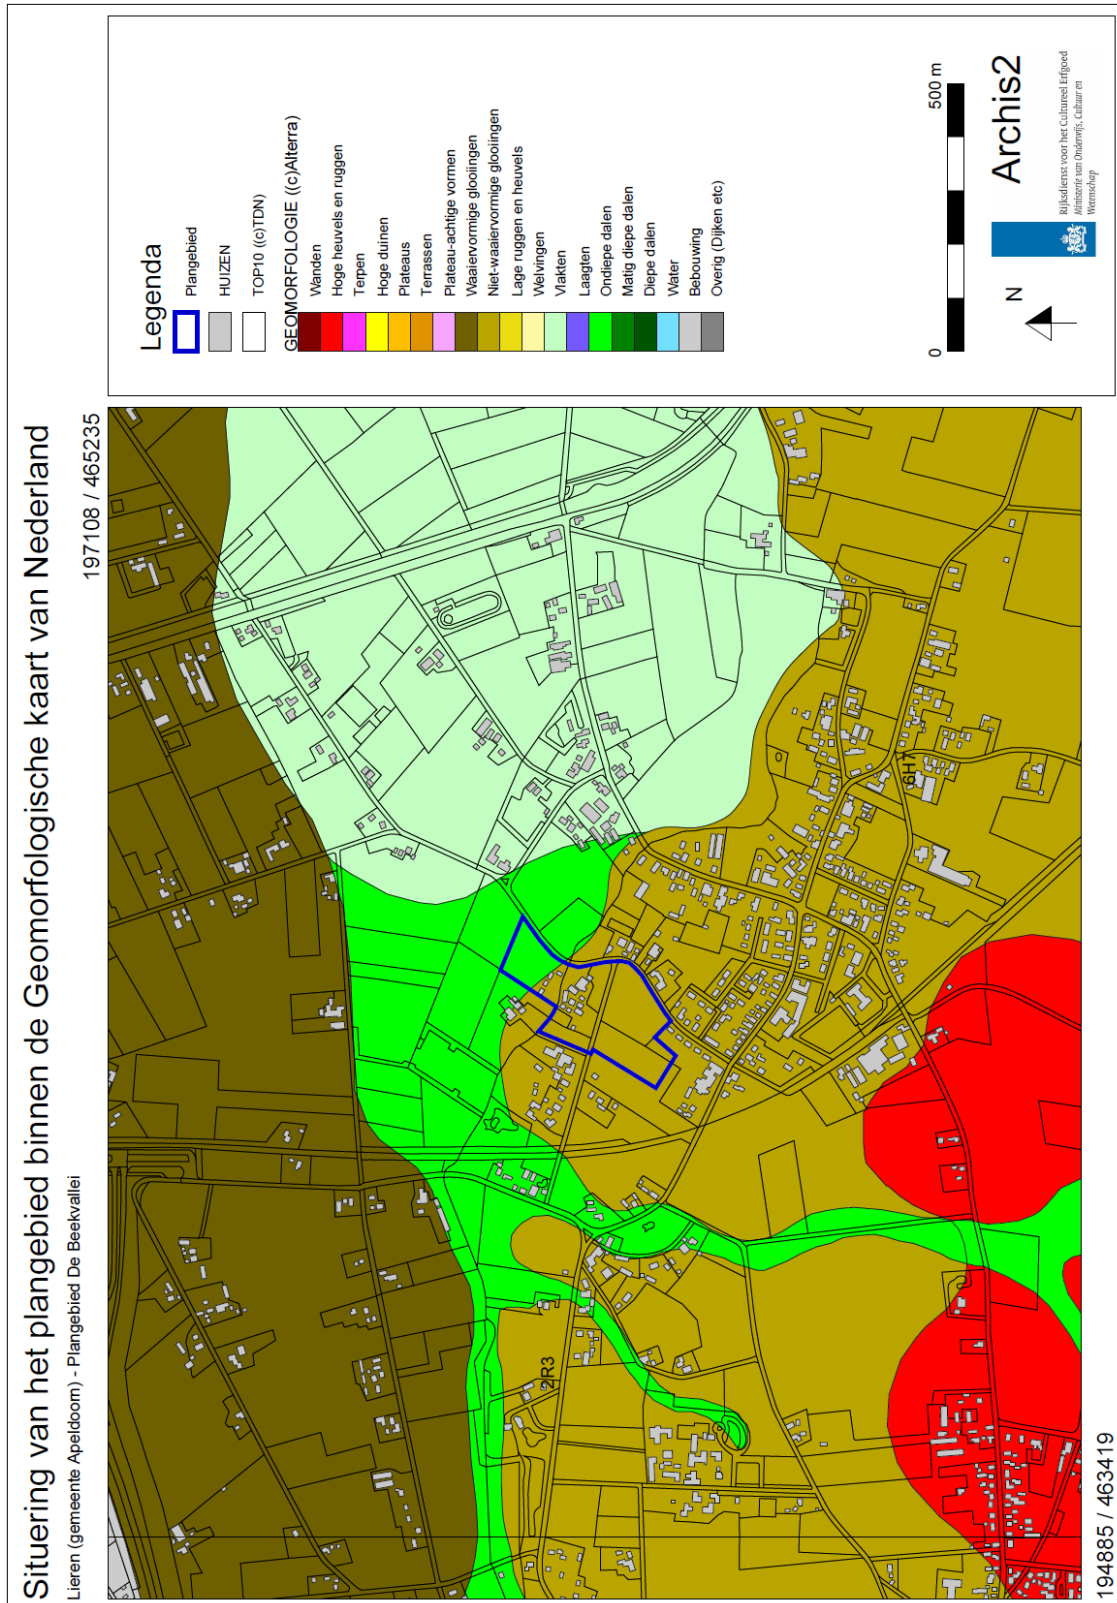 Situering van het plangebied binnen de Geomorfologische kaart van Nederland
Lieren (gemeente Apeldoorn) - Plangebied De Beekvallei
197108 / 465235
2R3
6H7
194885 / 463419
Legenda
Plangebied
HUIZEN
TOP10 ((c)TDN)
GEOMORFOLOGIE ((c)Alterra)
Wanden
Hoge heuvels en ruggen
Terpen
Hoge duinen
Plateaus
Terrassen
Plateau-achtige vormen
Waaiervormige glooiingen
Niet-waaiervormige glooiingen
Lage ruggen en heuvels
Welvingen
Vlakten
Laagten
Ondiepe dalen
Matig diepe dalen
Diepe dalen
Water
Bebouwing
Overig (Dijken etc)
0
500 m
N
Archis2
Rijksdienst voor het Cultureel Erfgoed
Ministerie van Onderwijs, Cultuur en
Wetenschap